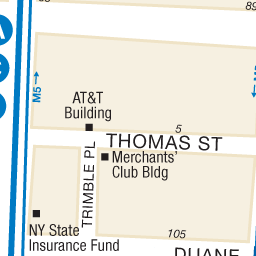 89
M5
AT&T
Building
5
THOMAS ST
TRIMBLE PL
Merchants'
Club Bldg
NY State
Insurance Fund
105
DUANE